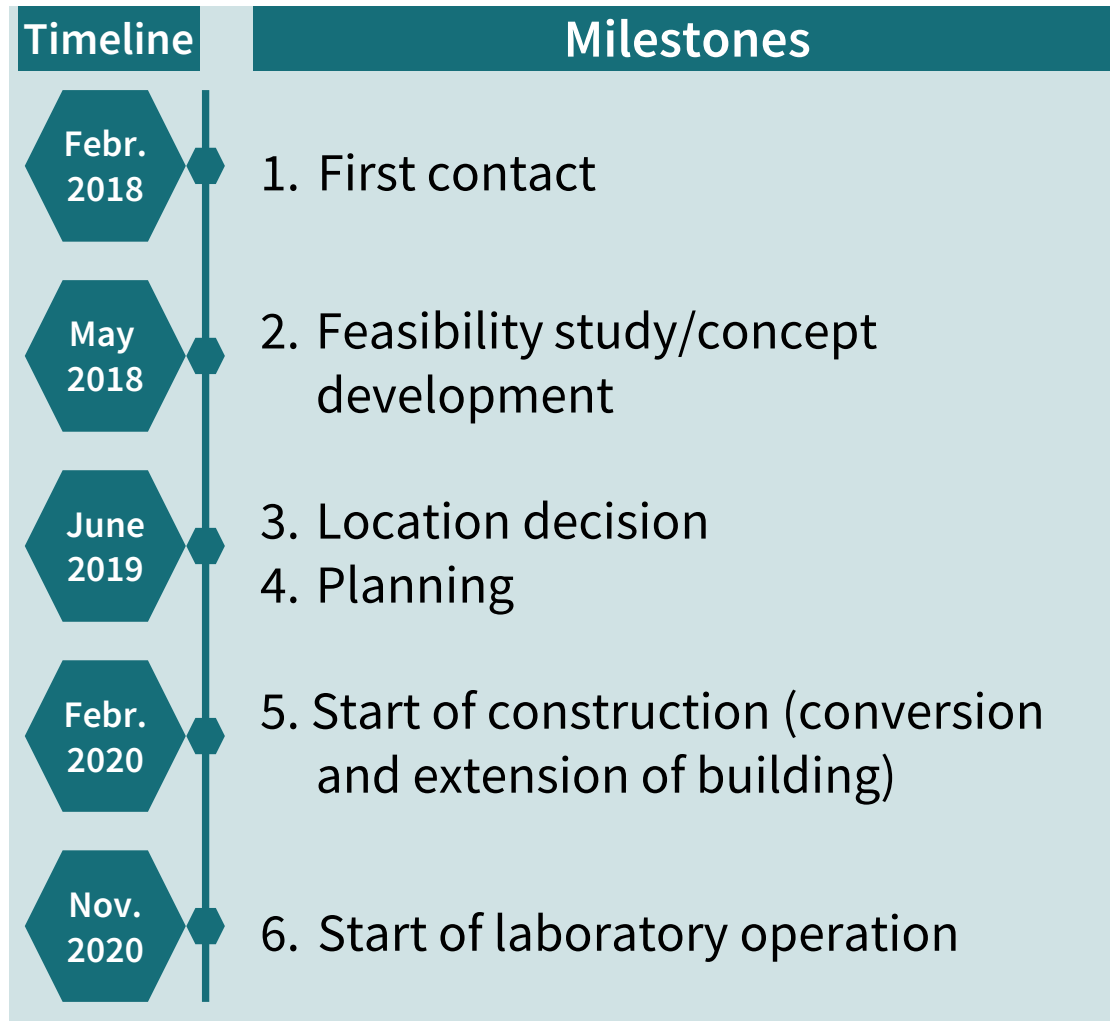 Timeline
Milestones
Febr.
2018
1. First contact
May
2018
2. Feasibility study/concept
development
June
2019
3. Location decision
4. Planning
Febr.
2020
5. Start of construction (conversion
and extension of building)
Nov.
2020
6. Start of laboratory operation